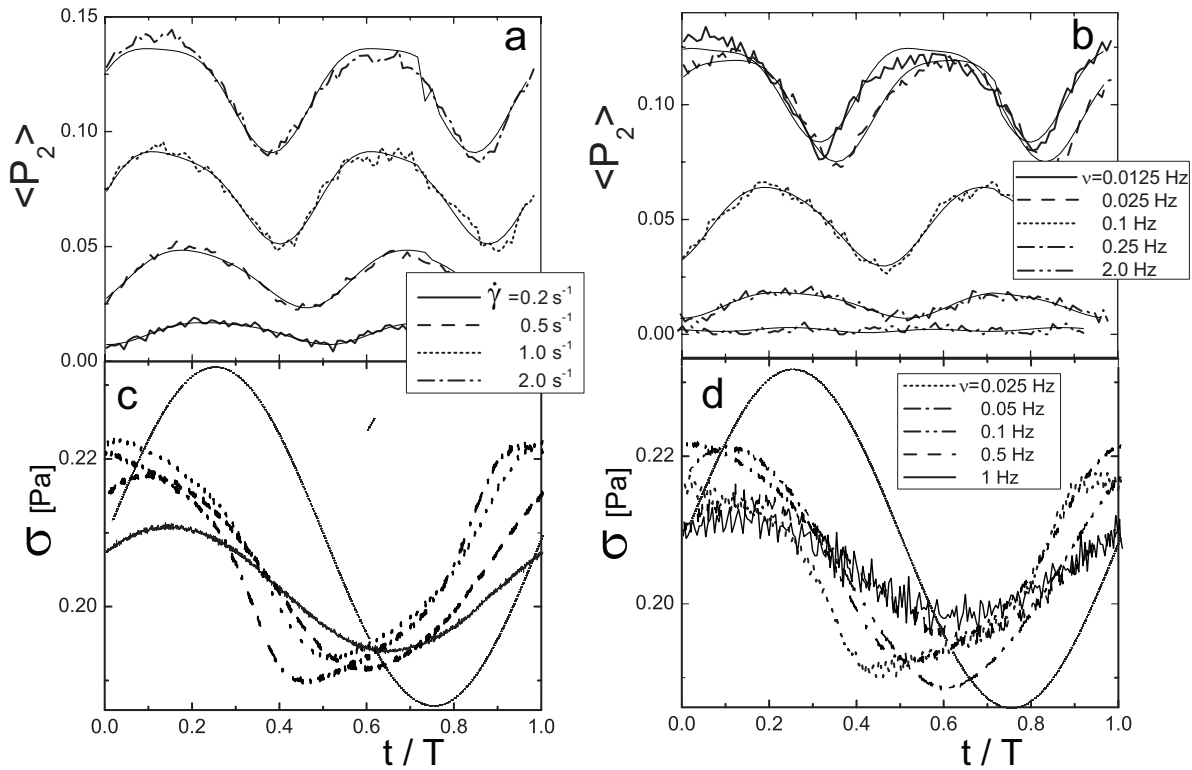 a
<P₂>
0.15
0.10
0.05
0.00
γ̇ =0.2 s⁻¹
0.5 s⁻¹
1.0 s⁻¹
2.0 s⁻¹
b
<P₂>
0.10
0.05
0.00
ν=0.0125 Hz
0.025 Hz
0.1 Hz
0.25 Hz
2.0 Hz
c
σ [Pa]
0.22
0.20
0.0 0.2 0.4 0.6 0.8 1.0
t / T
d
σ [Pa]
0.22
0.20
ν=0.025 Hz
0.05 Hz
0.1 Hz
0.5 Hz
1 Hz
0.0 0.2 0.4 0.6 0.8 1.0
t / T